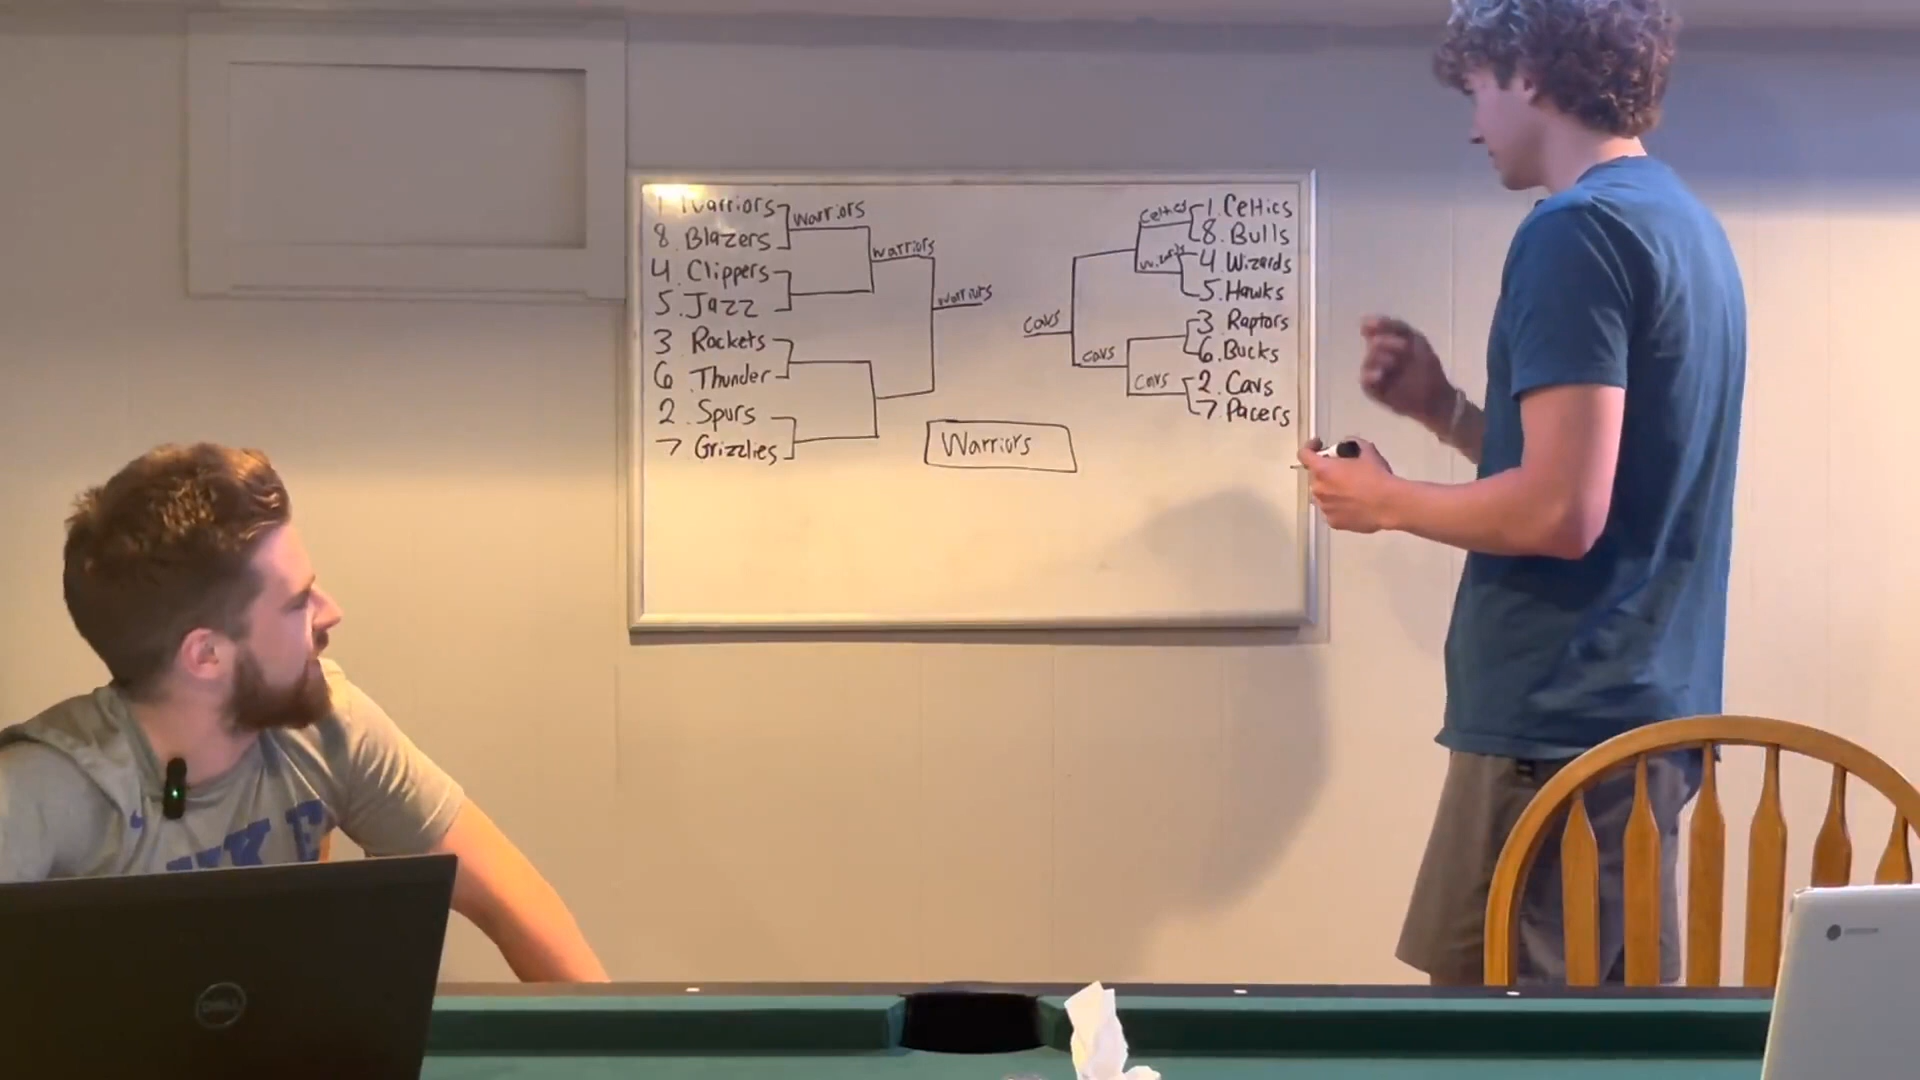 1 Warriors
8. Blazers
4. Clippers
5. Jazz
3 Rockets
6. Thunder
2. Spurs
7 Grizzlies
Warriors
Warriors
Warriors
Warriors
Cavs
Cavs
Cavs
Celtics
Wizards
1. Celtics
8. Bulls
4. Wizards
5. Hawks
3 Raptors
6. Bucks
2. Cavs
7. Pacers
DELL